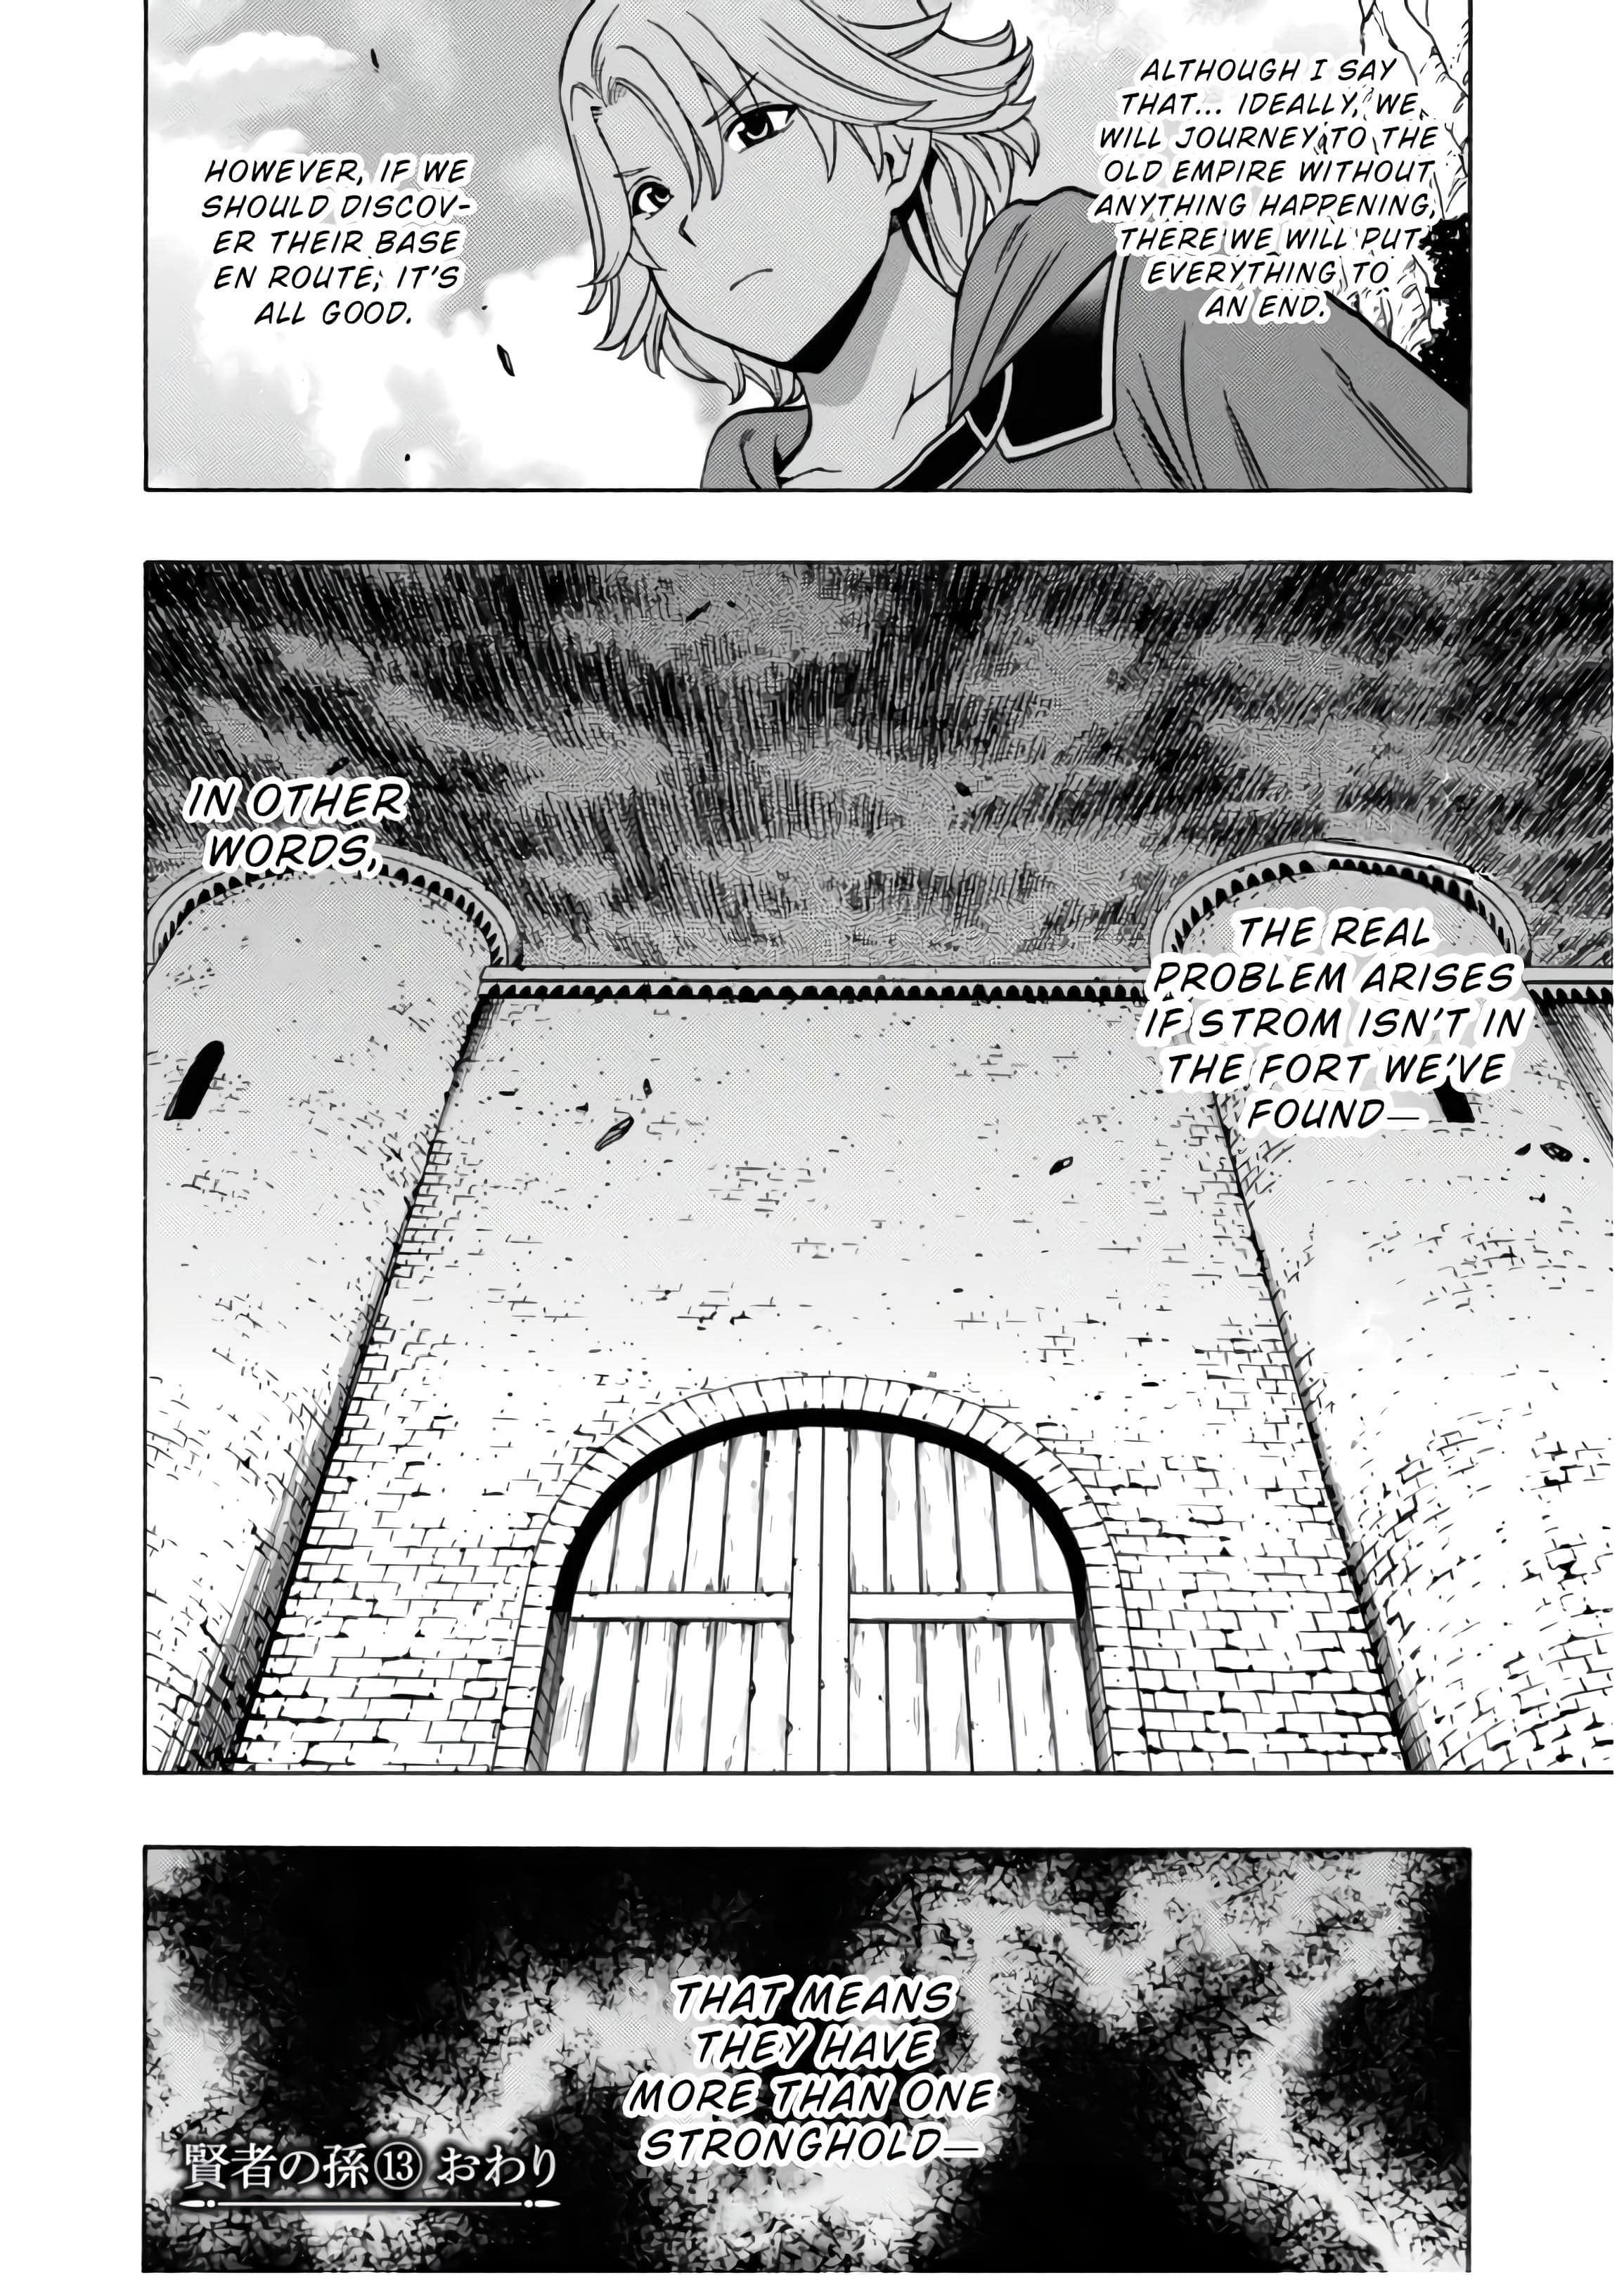 ALTHOUGH I SAY
THAT... IDEALLY, WE
WILL JOURNEY TO THE
OLD EMPIRE WITHOUT
ANYTHING HAPPENING,
THERE WE WILL PUT
EVERYTHING TO
AN END.
HOWEVER, IF WE
SHOULD DISCOV-
ER THEIR BASE
EN ROUTE, IT'S
ALL GOOD.
THE REAL
PROBLEM ARISES
IF STROM ISN'T IN
THE FORT WE'VE
FOUND—
IN OTHER
WORDS,
THAT MEANS
THEY HAVE
MORE THAN ONE
STRONGHOLD—
賢者の孫⑬ おわり